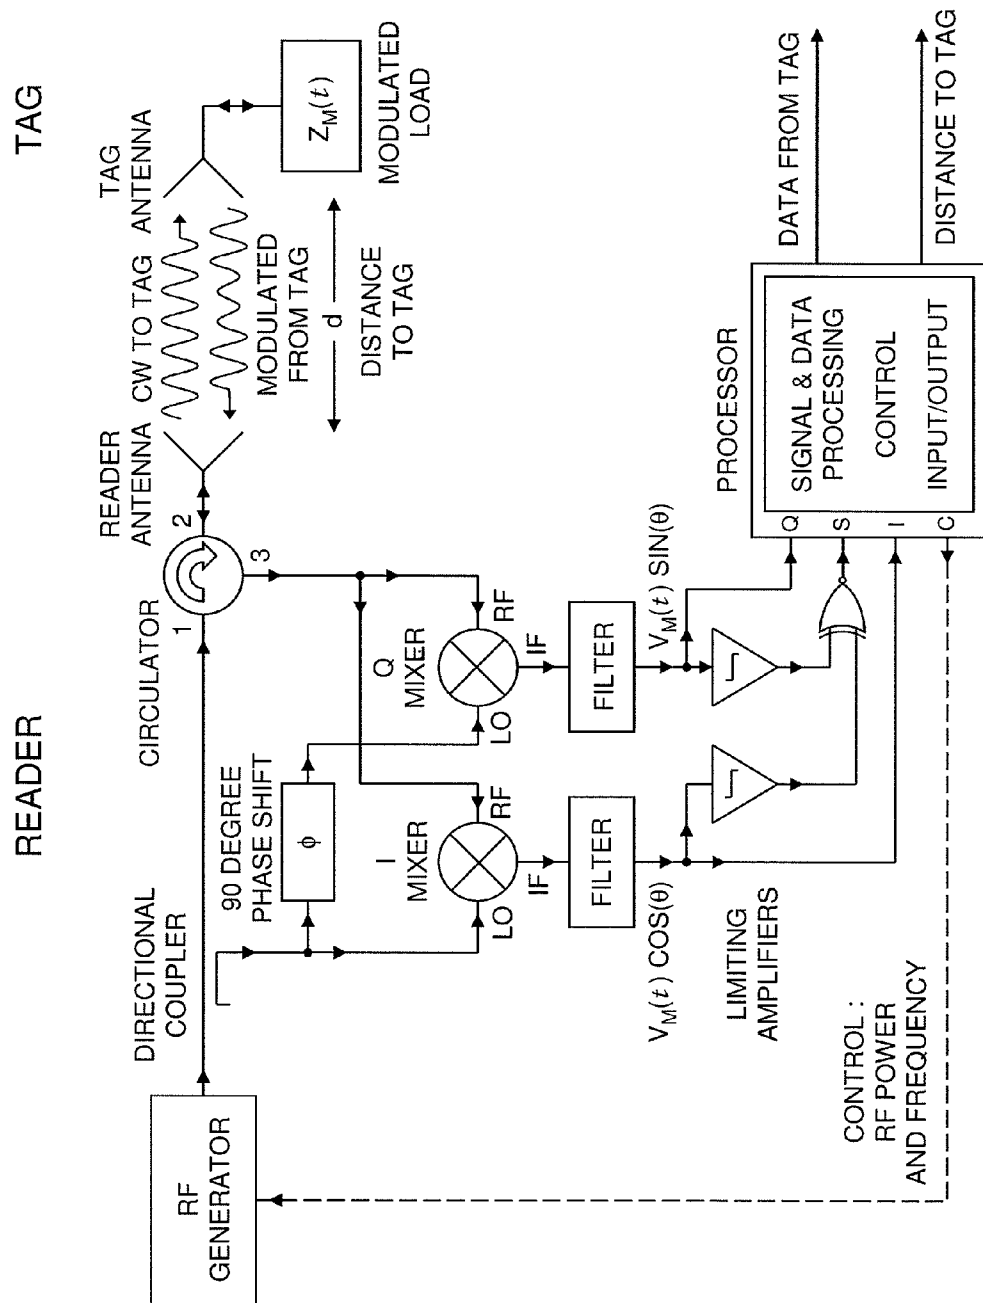 READER
TAG
RF
GENERATOR
DIRECTIONAL
COUPLER
CIRCULATOR
1
2
3
READER
ANTENNA
CW TO TAG
MODULATED
FROM TAG
TAG
ANTENNA
d
DISTANCE
TO TAG
Z_M(t)
MODULATED
LOAD
90 DEGREE
PHASE SHIFT
ϕ
I
MIXER
LO
RF
IF
Q
MIXER
LO
RF
IF
FILTER
FILTER
V_M(t) COS(θ)
V_M(t) SIN(θ)
LIMITING
AMPLIFIERS
CONTROL :
RF POWER
AND FREQUENCY
PROCESSOR
Q
S
I
C
SIGNAL & DATA
PROCESSING
CONTROL
INPUT/OUTPUT
DATA FROM TAG
DISTANCE TO TAG